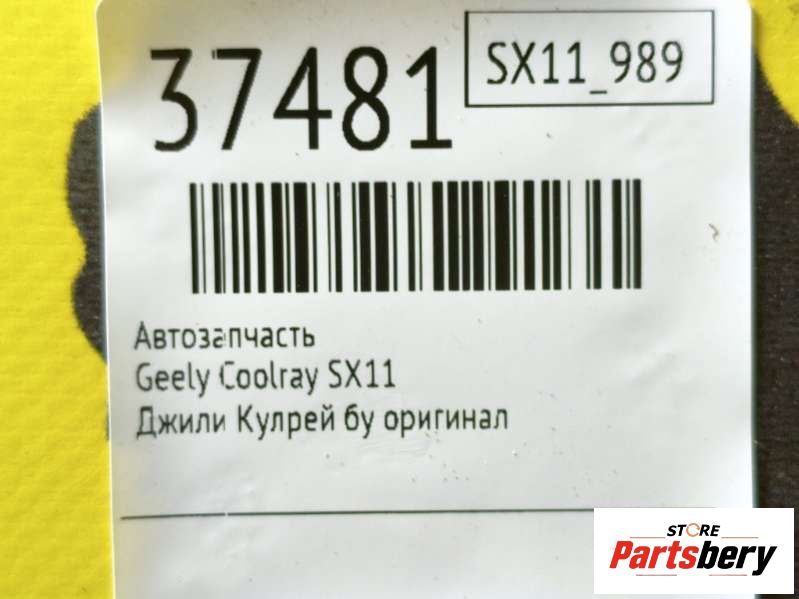 37481
SX11_989
Автозапчасть
Geely Coolray SX11
Джили Кулрей бу оригинал
STORE
Partsbery